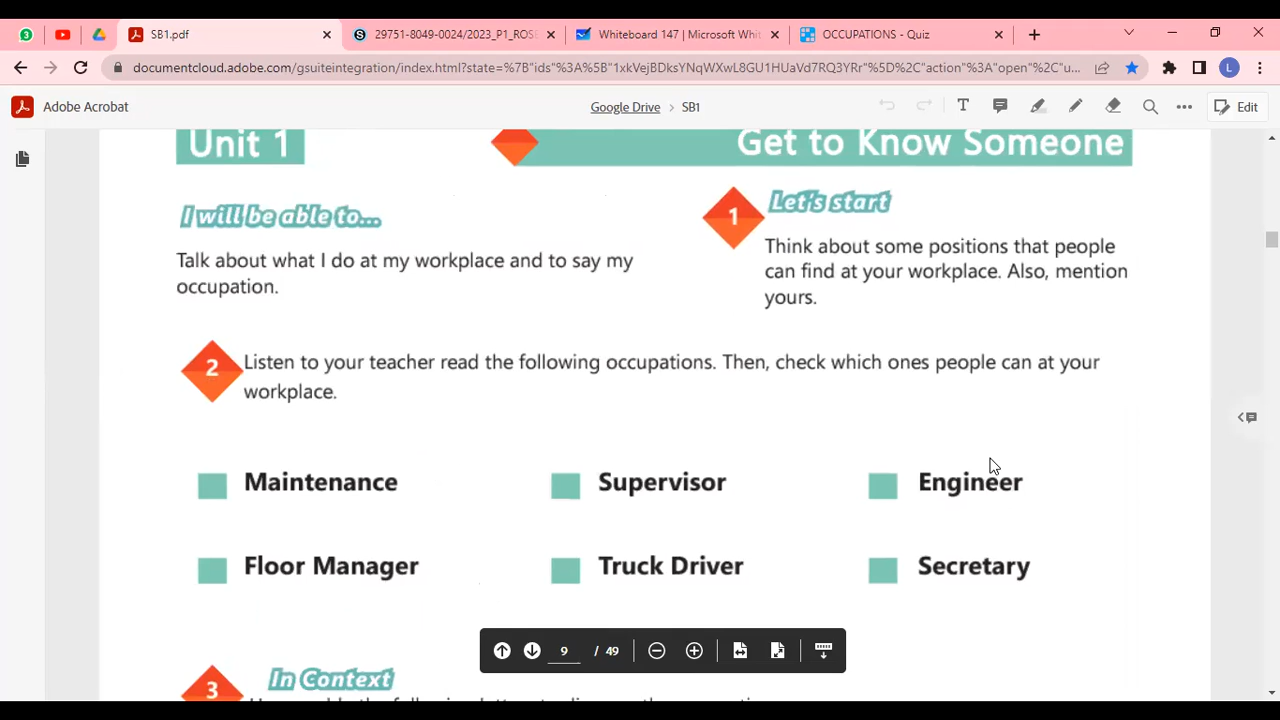 3
SB1.pdf
29751-8049-0024/2023_P1_ROSE
Whiteboard 147 | Microsoft Whit
OCCUPATIONS - Quiz
documentcloud.adobe.com/gsuiteintegration/index.html?state=%7B"ids"%3A%5B"1xkVejBDksYNqWXwL8GU1HUaVd7RQ3YRr"%5D%2C"action"%3A"open"%2C"u...
L
Adobe Acrobat
Google Drive > SB1
Edit
Unit 1
Get to Know Someone
I will be able to...
Talk about what I do at my workplace and to say my
occupation.
1
Let's start
Think about some positions that people
can find at your workplace. Also, mention
yours.
2
Listen to your teacher read the following occupations. Then, check which ones people can at your
workplace.
Maintenance
Supervisor
Engineer
Floor Manager
Truck Driver
Secretary
9 / 49
3
In Context